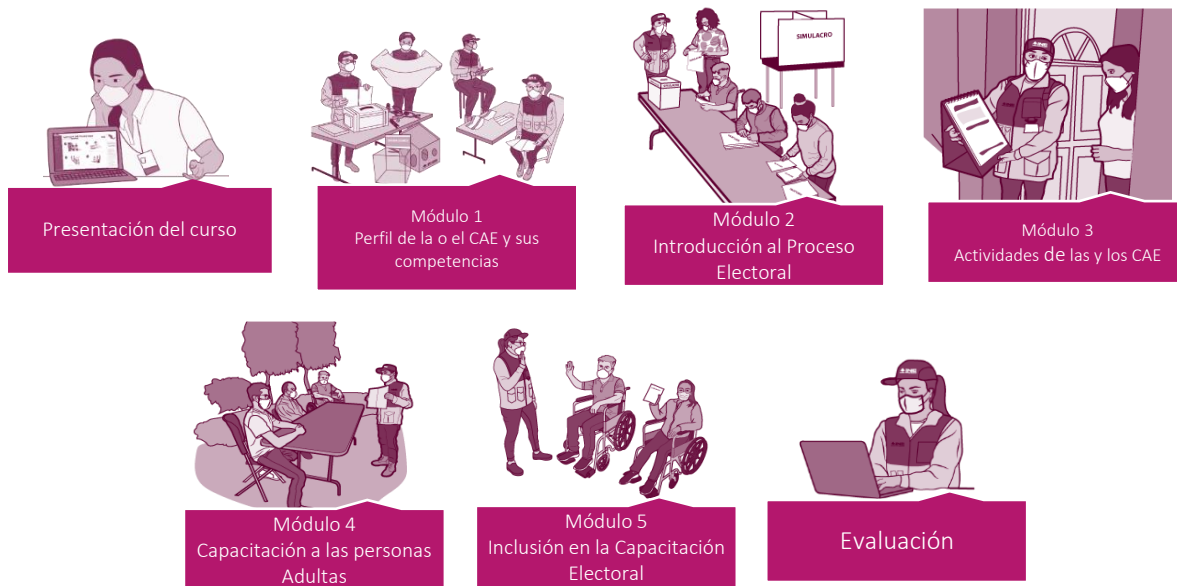 Presentación del curso
Módulo 1
Perfil de la o el CAE y sus
competencias
SIMULACRO
Módulo 2
Introducción al Proceso
Electoral
Módulo 3
Actividades de las y los CAE
Módulo 4
Capacitación a las personas
Adultas
Módulo 5
Inclusión en la Capacitación
Electoral
Evaluación